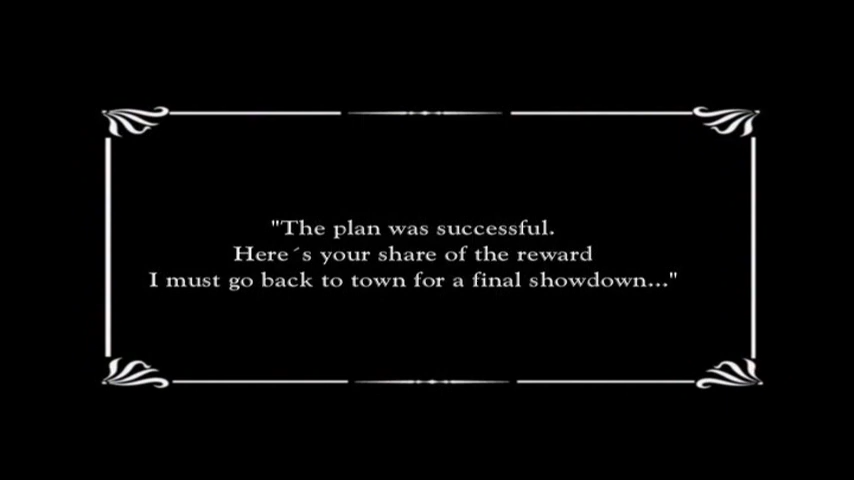 "The plan was successful.
Here´s your share of the reward
I must go back to town for a final showdown..."